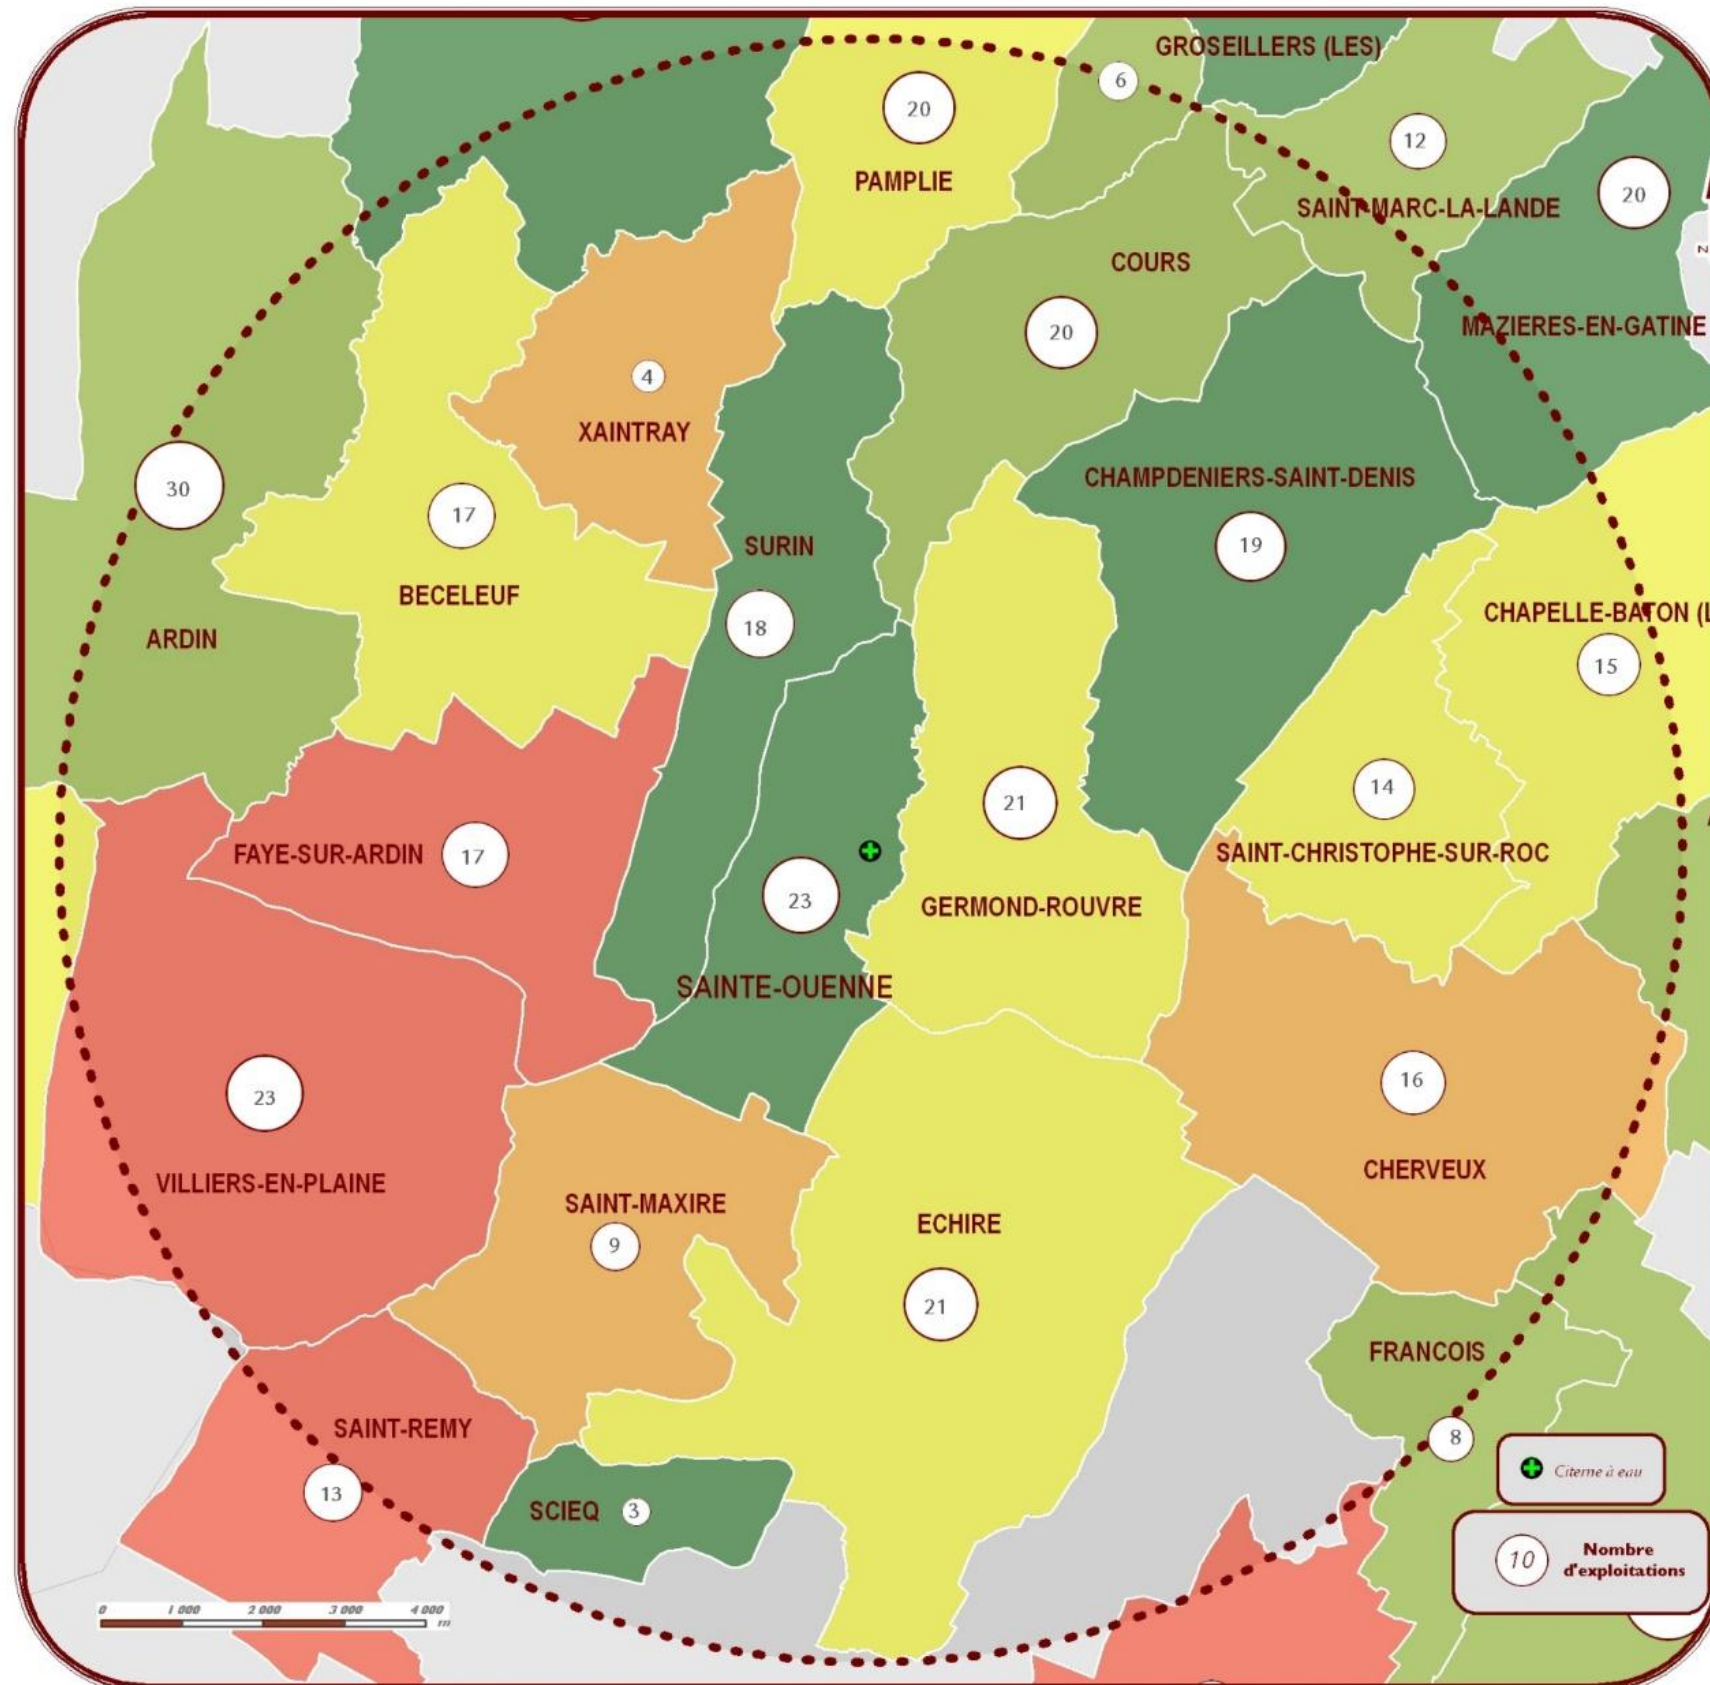 GROSEILLERS (LES)
6
20
12
PAMPLIE
20
SAINT-MARC-LA-LANDE
COURS
MAZIERES-EN-GATINE
20
4
XAINTRAY
CHAMPDENIERS-SAINT-DENIS
30
17
SURIN
19
BECELEUF
CHAPELLE-BATON (L
ARDIN
18
15
14
21
FAYE-SUR-ARDIN
17
SAINT-CHRISTOPHE-SUR-ROC
23
GERMOND-ROUVRE
SAINTE-OUENNE
16
23
CHERVEUX
VILLIERS-EN-PLAINE
SAINT-MAXIRE
ECHIRE
9
21
FRANCOIS
SAINT-REMY
8
Citerne à eau
13
SCIEQ
3
10
Nombre
d'exploitations
0 1 000 2 000 3 000 4 000
m